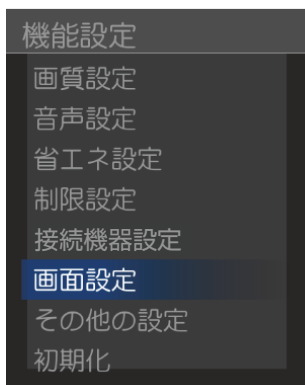 機能設定
画質設定
音声設定
省エネ設定
制限設定
接続機器設定
画面設定
その他の設定
初期化